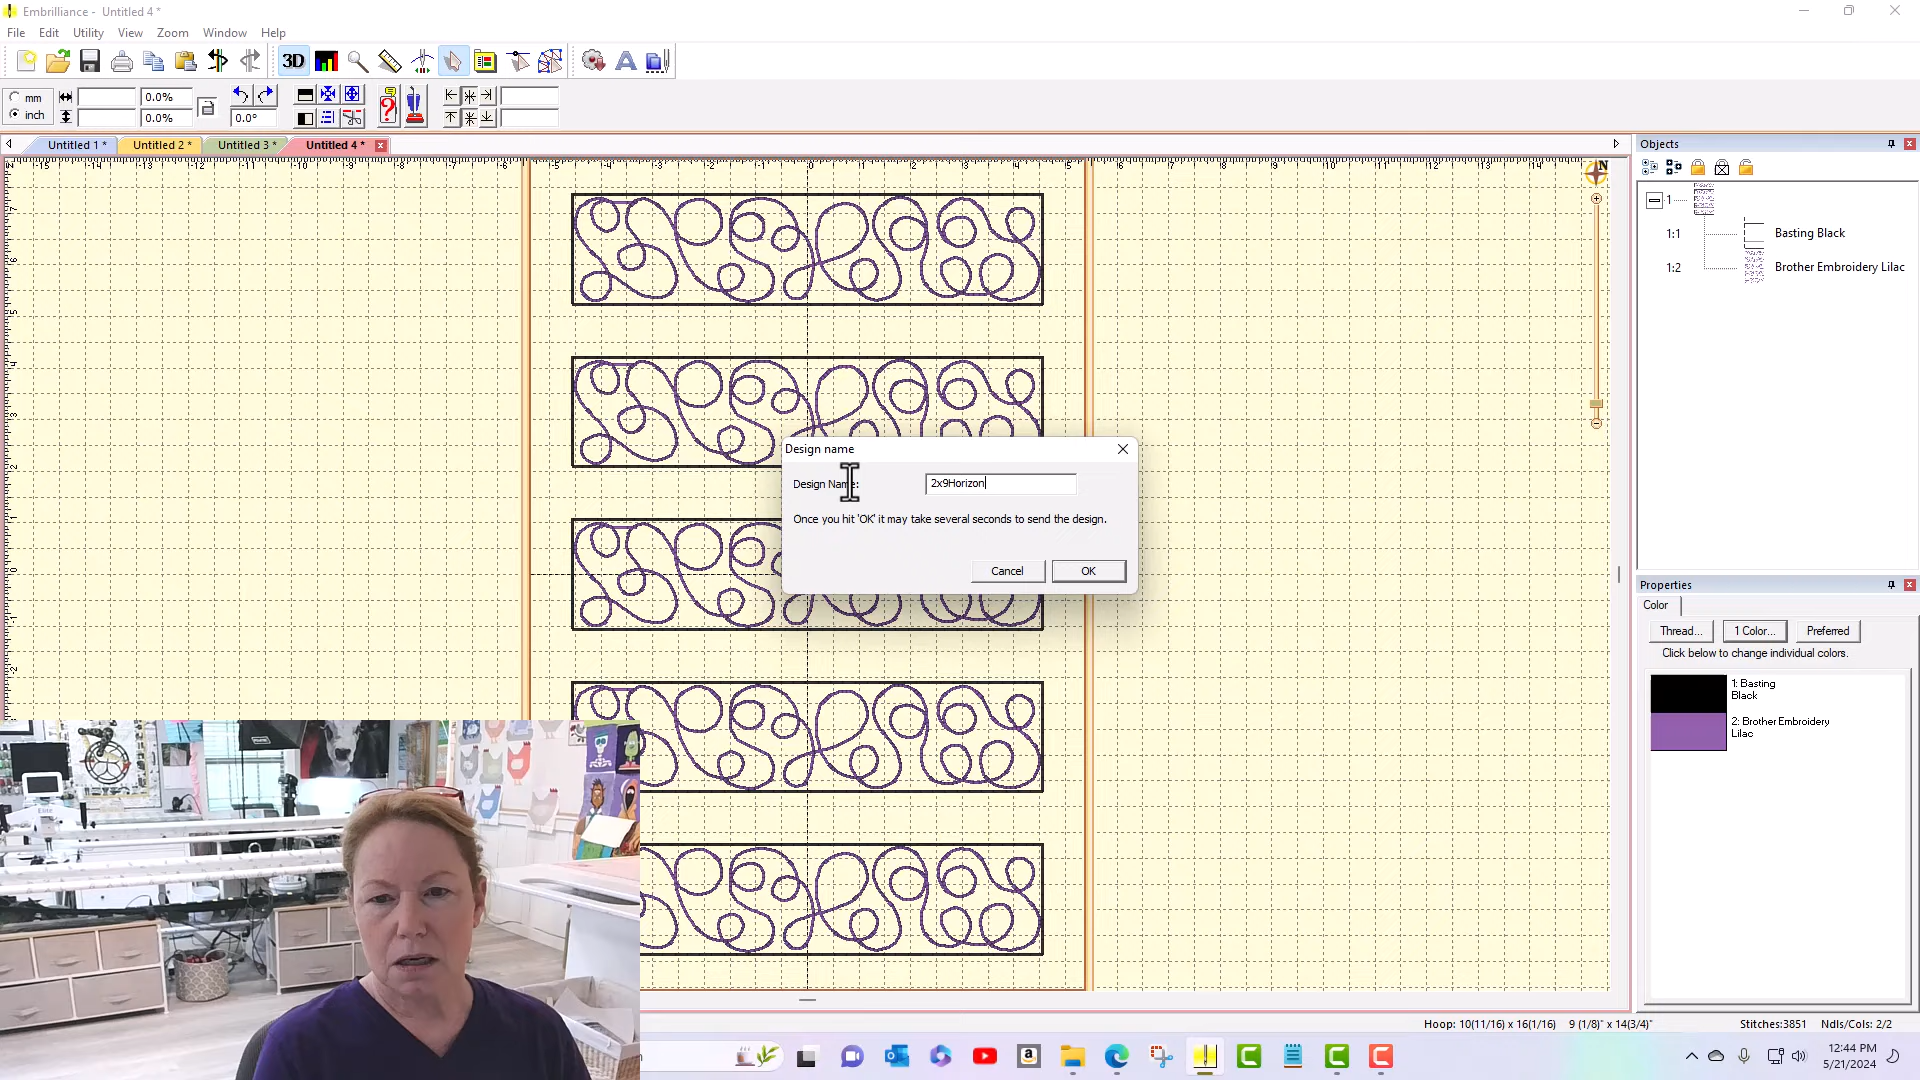 Embrilliance - Designed 4 *
File Edit Utility View Zoom Window Help
3D
mm
inch
0.0%
0.0%
0.0°
Untitled 1 * Untitled 2 * Untitled 3 * Untitled 4 *
N
Design name
Design Name: 2x9Horizon
Once you hit 'OK' it may take several seconds to send the design.
Cancel OK
Objects
1
1:1 Basting Black
1:2 Brother Embroidery Lilac
Properties
Color
Thread... 1 Color... Preferred
Click below to change individual colors.
1: Basting
Black
2: Brother Embroidery
Lilac
Hoop: 10(11/16) x 16(1/16) 9 (1/8)" x 14(3/4)" Stitches:3851 Ndls/Cols: 2/2
12:44 PM
5/21/2024